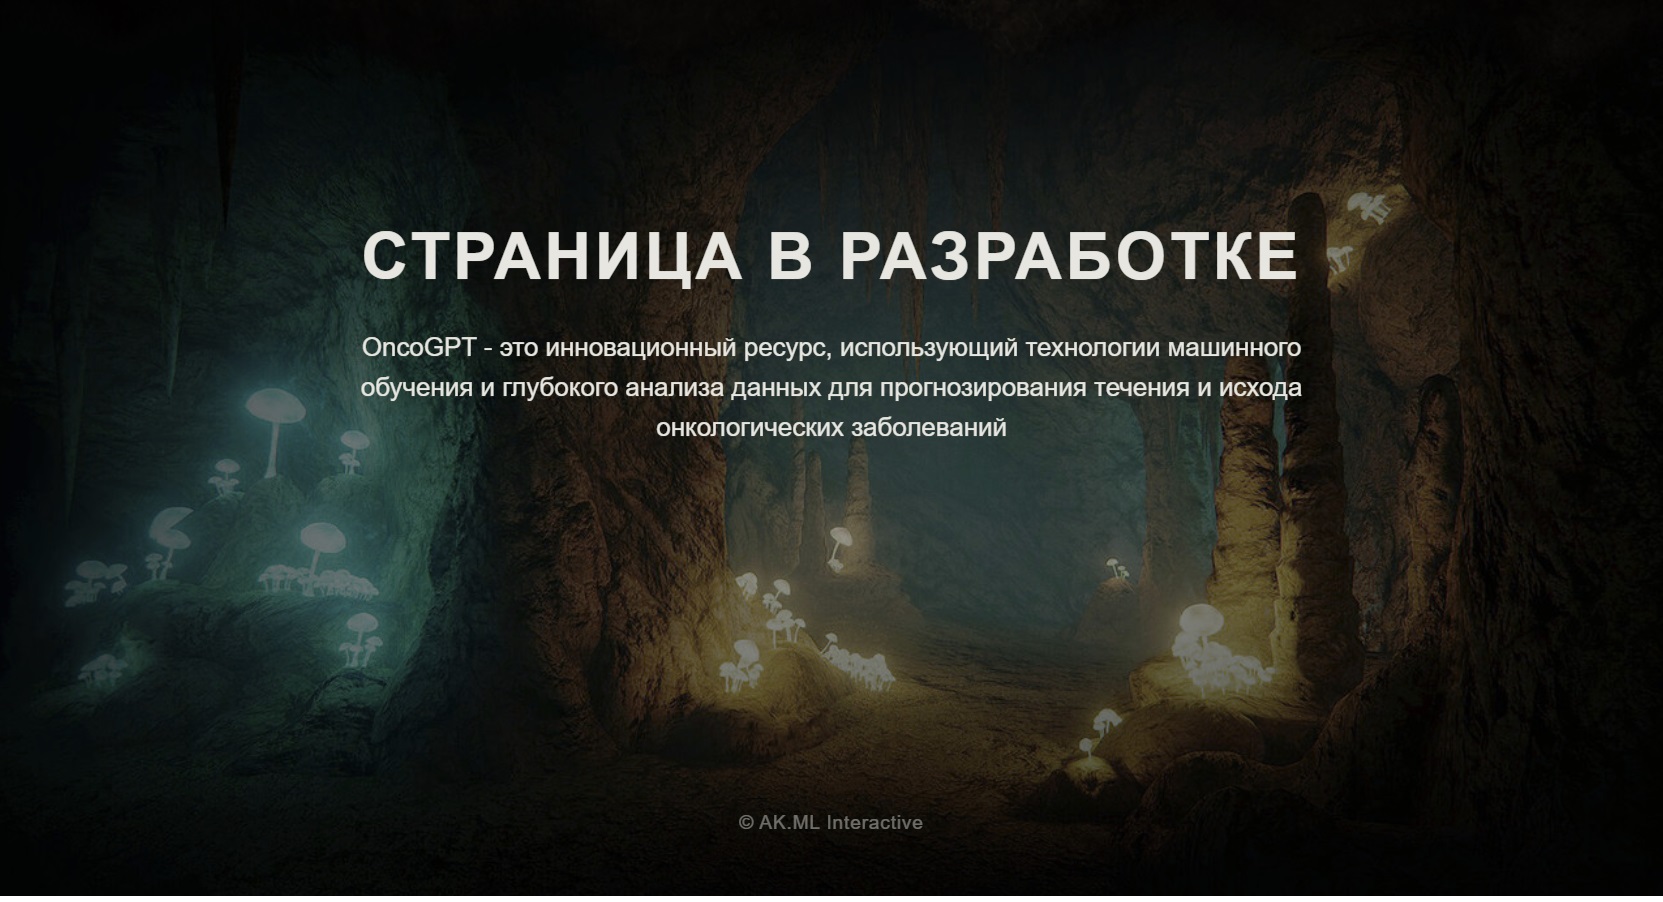 СТРАНИЦА В РАЗРАБОТКЕ
OncoGPT - это инновационный ресурс, использующий технологии машинного
обучения и глубокого анализа данных для прогнозирования течения и исхода
онкологических заболеваний
© AK.ML Interactive